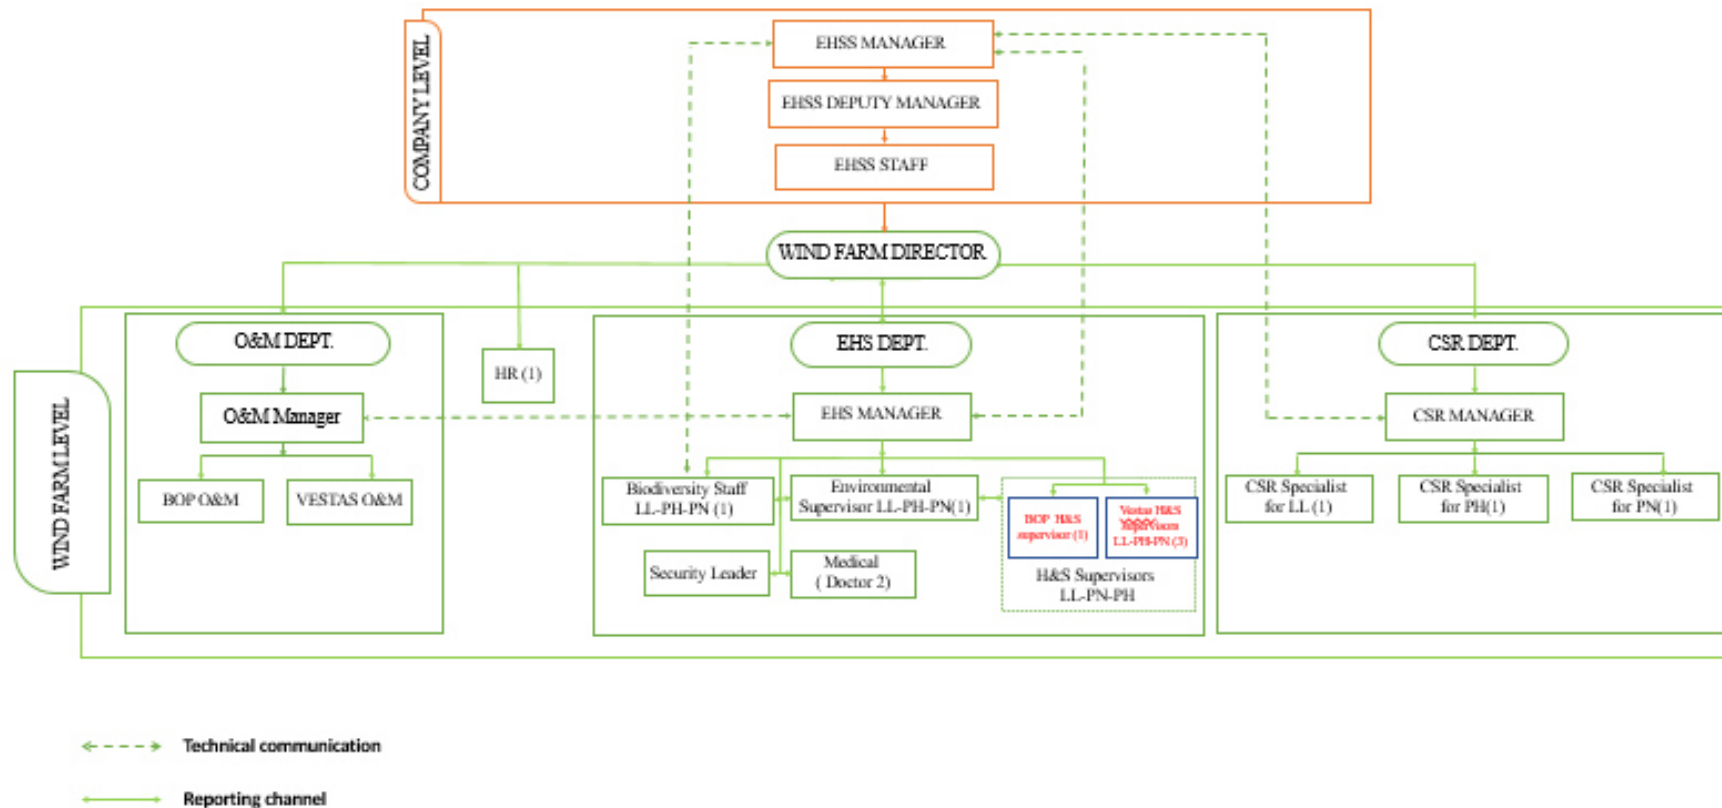 COMPANY LEVEL
EHSS MANAGER
EHSS DEPUTY MANAGER
EHSS STAFF
WIND FARM DIRECTOR
WIND FARM LEVEL
O&M DEPT.
O&M Manager
BOP O&M
VESTAS O&M
HR (1)
EHS DEPT.
EHS MANAGER
Biodiversity Staff
LL-PH-PN (1)
Environmental
Supervisor LL-PH-PN(1)
BOP H&S
supervisor (1)
Vestas H&S
Supervisors
LL-PH-PN (3)
H&S Supervisors
LL-PN-PH
Security Leader
Medical
( Doctor 2)
CSR DEPT.
CSR MANAGER
CSR Specialist
for LL (1)
CSR Specialist
for PH(1)
CSR Specialist
for PN(1)
Technical communication
Reporting channel